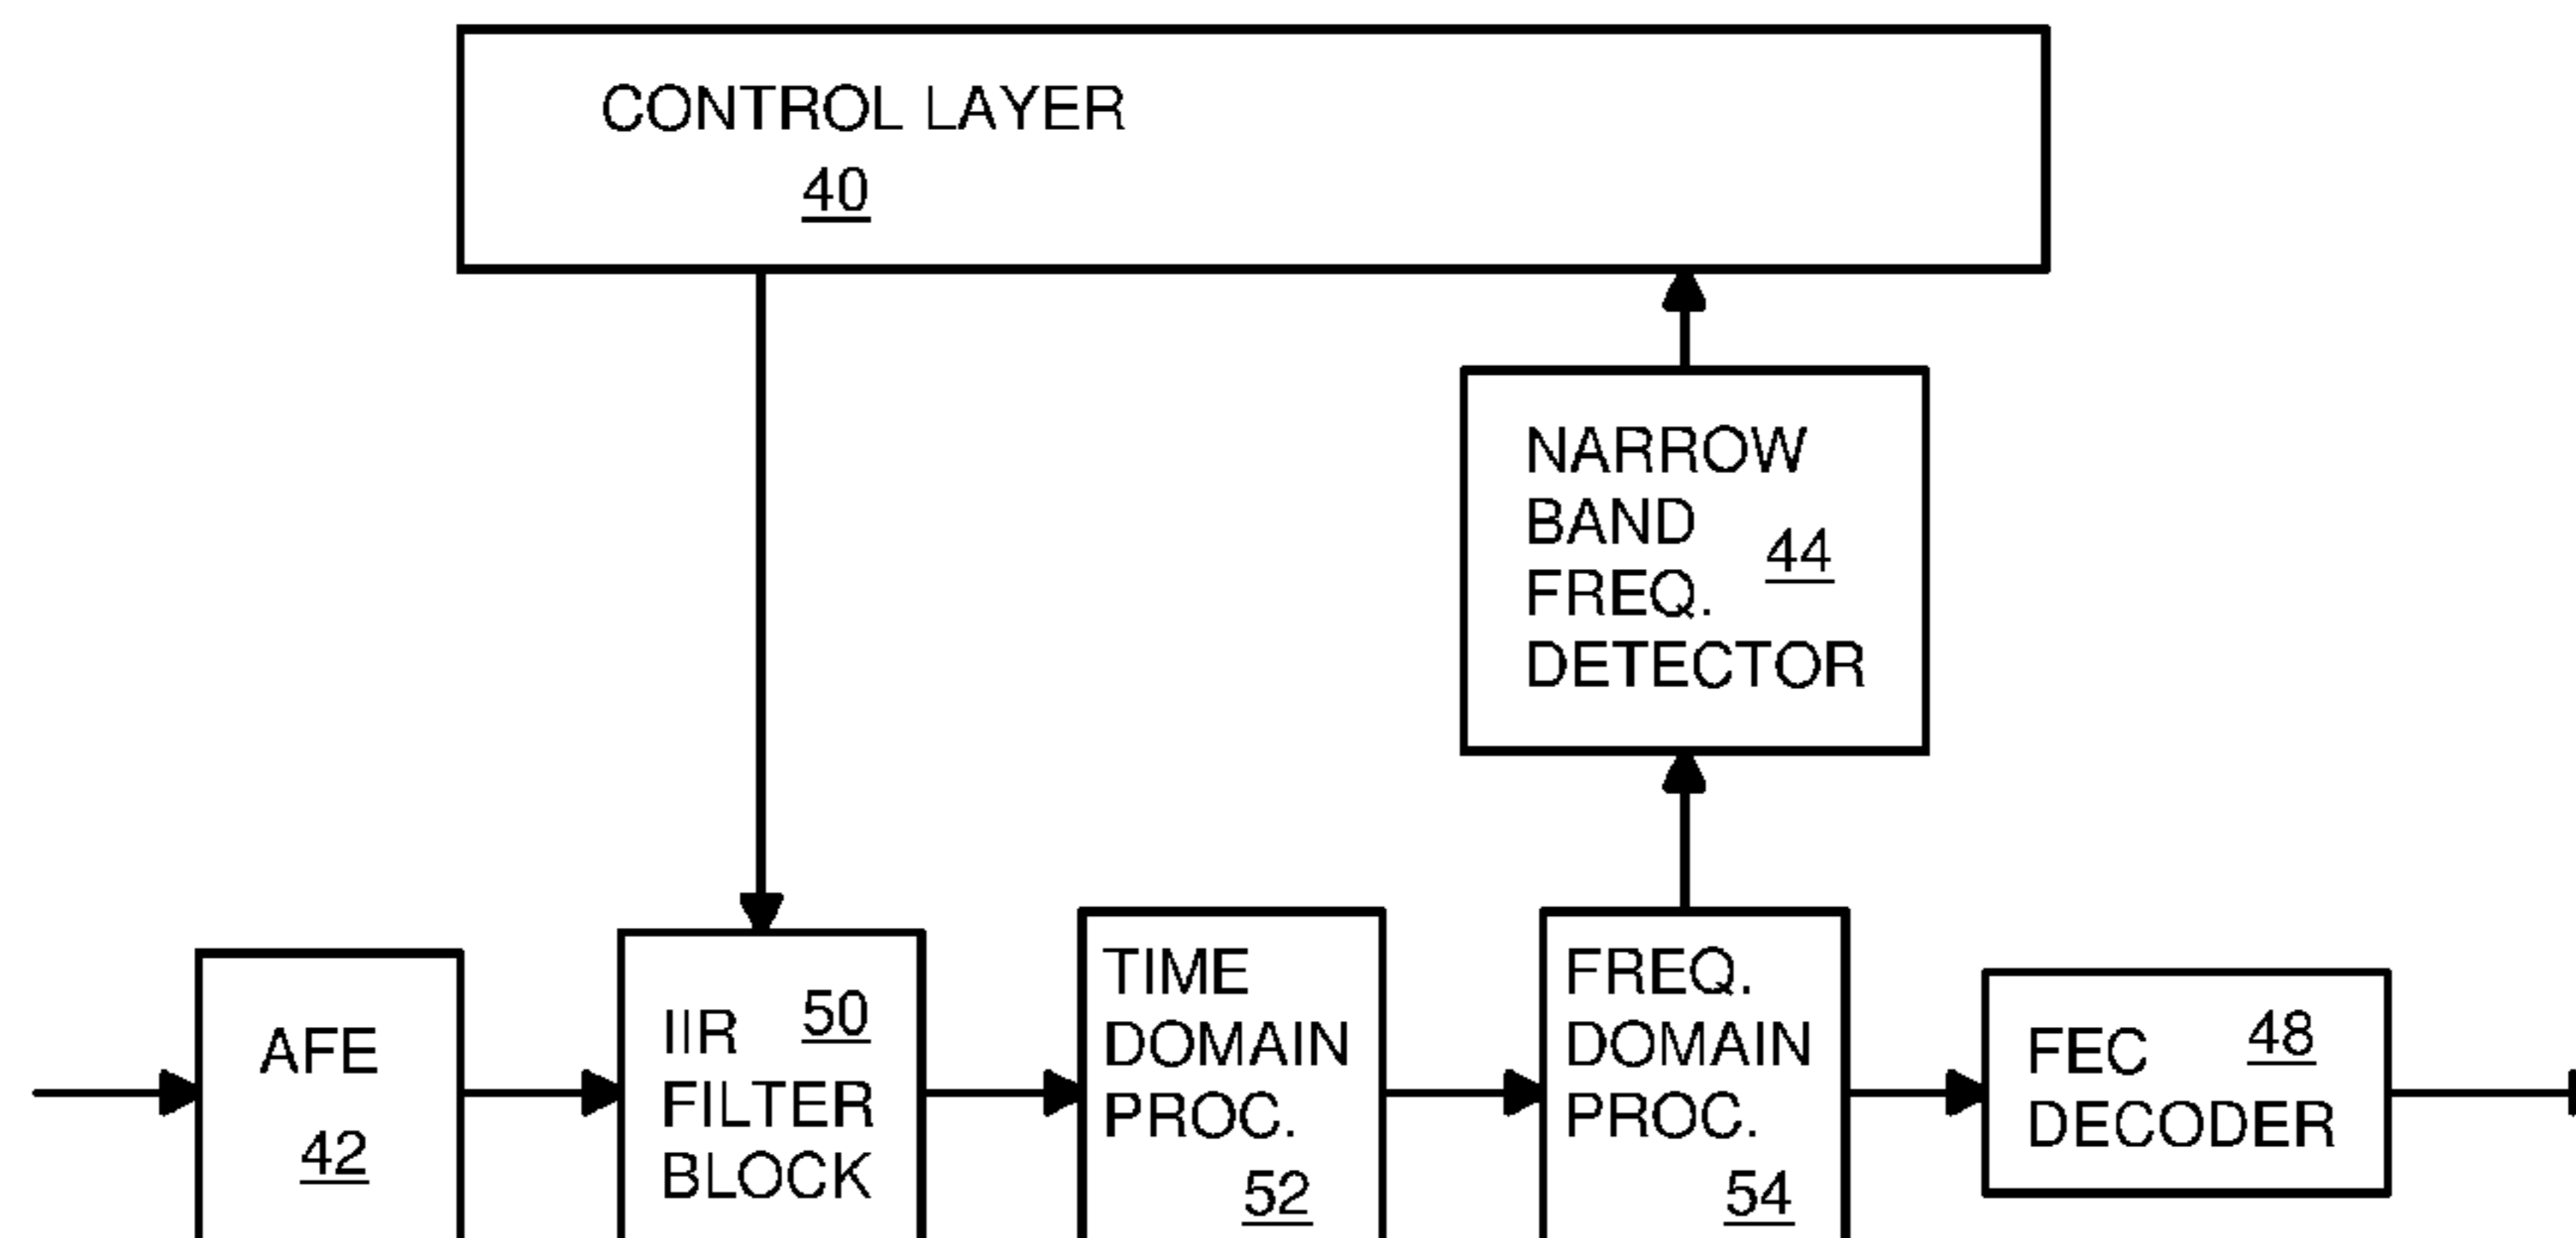 CONTROL LAYER
40
NARROW
BAND
FREQ.
DETECTOR
44
AFE
42
IIR
FILTER
BLOCK
50
TIME
DOMAIN
PROC.
52
FREQ.
DOMAIN
PROC.
54
FEC
DECODER
48